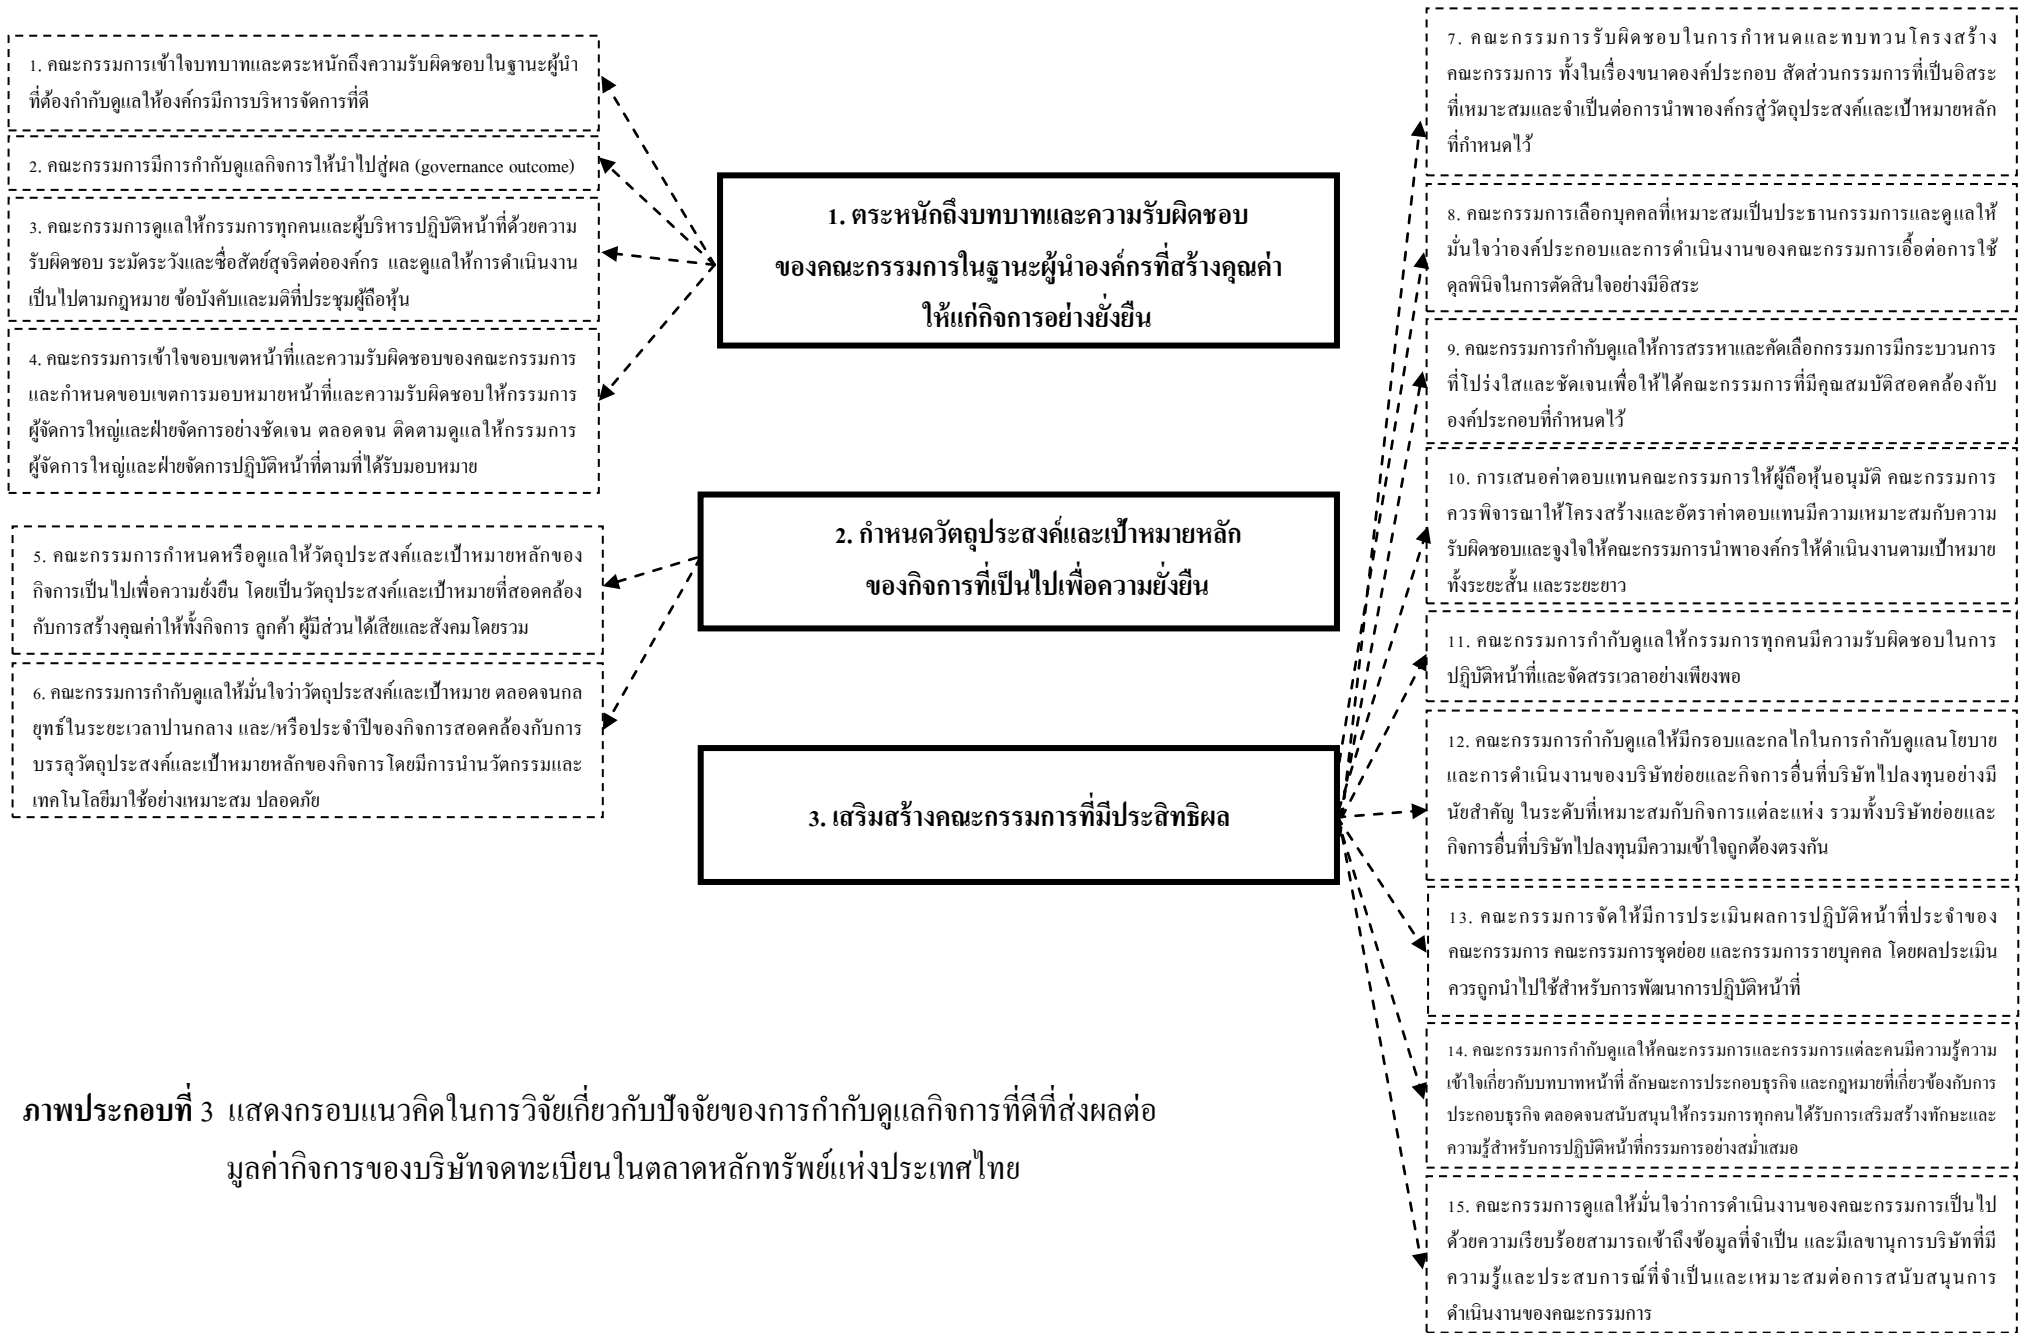 1. คณะกรรมการเข้าใจบทบาทและตระหนักถึงความรับผิดชอบในฐานะผู้นำ
ที่ต้องกำกับดูแลให้องค์กรมีการบริหารจัดการที่ดี
2. คณะกรรมการมีการกำกับดูแลกิจการให้นำไปสู่ผล (governance outcome)
3. คณะกรรมการดูแลให้กรรมการทุกคนและผู้บริหารปฏิบัติหน้าที่ด้วยความ
รับผิดชอบ ระมัดระวังและซื่อสัตย์สุจริตต่อองค์กร และดูแลให้การดำเนินงาน
เป็นไปตามกฎหมาย ข้อบังคับและมติที่ประชุมผู้ถือหุ้น
4. คณะกรรมการเข้าใจขอบเขตหน้าที่และความรับผิดชอบของคณะกรรมการ
และกำหนดขอบเขตการมอบหมายหน้าที่และความรับผิดชอบให้กรรมการ
ผู้จัดการใหญ่และฝ่ายจัดการอย่างชัดเจน ตลอดจน ติดตามดูแลให้กรรมการ
ผู้จัดการใหญ่และฝ่ายจัดการปฏิบัติหน้าที่ตามที่ได้รับมอบหมาย
5. คณะกรรมการกำหนดหรือดูแลให้วัตถุประสงค์และเป้าหมายหลักของ
กิจการเป็นไปเพื่อความยั่งยืน โดยเป็นวัตถุประสงค์และเป้าหมายที่สอดคล้อง
กับการสร้างคุณค่าให้ทั้งกิจการ ลูกค้า ผู้มีส่วนได้เสียและสังคมโดยรวม
6. คณะกรรมการกำกับดูแลให้มั่นใจว่าวัตถุประสงค์และเป้าหมาย ตลอดจนกล
ยุทธ์ในระยะเวลาปานกลาง และ/หรือประจำปีของกิจการสอดคล้องกับการ
บรรลุวัตถุประสงค์และเป้าหมายหลักของกิจการโดยมีการนำนวัตกรรมและ
เทคโนโลยีมาใช้อย่างเหมาะสม ปลอดภัย
1. ตระหนักถึงบทบาทและความรับผิดชอบ
ของคณะกรรมการในฐานะผู้นำองค์กรที่สร้างคุณค่า
ให้แก่กิจการอย่างยั่งยืน
2. กำหนดวัตถุประสงค์และเป้าหมายหลัก
ของกิจการที่เป็นไปเพื่อความยั่งยืน
3. เสริมสร้างคณะกรรมการที่มีประสิทธิผล
7. คณะกรรมการรับผิดชอบในการกำหนดและทบทวนโครงสร้าง
คณะกรรมการ ทั้งในเรื่องขนาดองค์ประกอบ สัดส่วนกรรมการที่เป็นอิสระ
ที่เหมาะสมและจำเป็นต่อการนำพาองค์กรสู่วัตถุประสงค์และเป้าหมายหลัก
ที่กำหนดไว้
8. คณะกรรมการเลือกบุคคลที่เหมาะสมเป็นประธานกรรมการและดูแลให้
มั่นใจว่าองค์ประกอบและการดำเนินงานของคณะกรรมการเอื้อต่อการใช้
ดุลพินิจในการตัดสินใจอย่างมีอิสระ
9. คณะกรรมการกำกับดูแลให้การสรรหาและคัดเลือกกรรมการมีกระบวนการ
ที่โปร่งใสและชัดเจนเพื่อให้ได้คณะกรรมการที่มีคุณสมบัติสอดคล้องกับ
องค์ประกอบที่กำหนดไว้
10. การเสนอค่าตอบแทนคณะกรรมการให้ผู้ถือหุ้นอนุมัติ คณะกรรมการ
ควรพิจารณาให้โครงสร้างและอัตราค่าตอบแทนมีความเหมาะสมกับความ
รับผิดชอบและจูงใจให้คณะกรรมการนำพาองค์กรให้ดำเนินงานตามเป้าหมาย
ทั้งระยะสั้น และระยะยาว
11. คณะกรรมการกำกับดูแลให้กรรมการทุกคนมีความรับผิดชอบในการ
ปฏิบัติหน้าที่และจัดสรรเวลาอย่างเพียงพอ
12. คณะกรรมการกำกับดูแลให้มีกรอบและกลไกในการกำกับดูแลนโยบาย
และการดำเนินงานของบริษัทย่อยและกิจการอื่นที่บริษัทไปลงทุนอย่างมี
นัยสำคัญ ในระดับที่เหมาะสมกับกิจการแต่ละแห่ง รวมทั้งบริษัทย่อยและ
กิจการอื่นที่บริษัทไปลงทุนมีความเข้าใจถูกต้องตรงกัน
13. คณะกรรมการจัดให้มีการประเมินผลการปฏิบัติหน้าที่ประจำของ
คณะกรรมการ คณะกรรมการชุดย่อย และกรรมการรายบุคคล โดยผลประเมิน
ควรถูกนำไปใช้สำหรับการพัฒนาการปฏิบัติหน้าที่
14. คณะกรรมการกำกับดูแลให้คณะกรรมการและกรรมการแต่ละคนมีความรู้ความ
เข้าใจเกี่ยวกับบทบาทหน้าที่ ลักษณะการประกอบธุรกิจ และกฎหมายที่เกี่ยวข้องกับการ
ประกอบธุรกิจ ตลอดจนสนับสนุนให้กรรมการทุกคนได้รับการเสริมสร้างทักษะและ
ความรู้สำหรับการปฏิบัติหน้าที่กรรมการอย่างสม่ำเสมอ
15. คณะกรรมการดูแลให้มั่นใจว่าการดำเนินงานของคณะกรรมการเป็นไป
ด้วยความเรียบร้อยสามารถเข้าถึงข้อมูลที่จำเป็น และมีเลขานุการบริษัทที่มี
ความรู้และประสบการณ์ที่จำเป็นและเหมาะสมต่อการสนับสนุนการ
ดำเนินงานของคณะกรรมการ
ภาพประกอบที่ 3 แสดงกรอบแนวคิดในการวิจัยเกี่ยวกับปัจจัยของการกำกับดูแลกิจการที่ดีที่ส่งผลต่อ
มูลค่ากิจการของบริษัทจดทะเบียนในตลาดหลักทรัพย์แห่งประเทศไทย